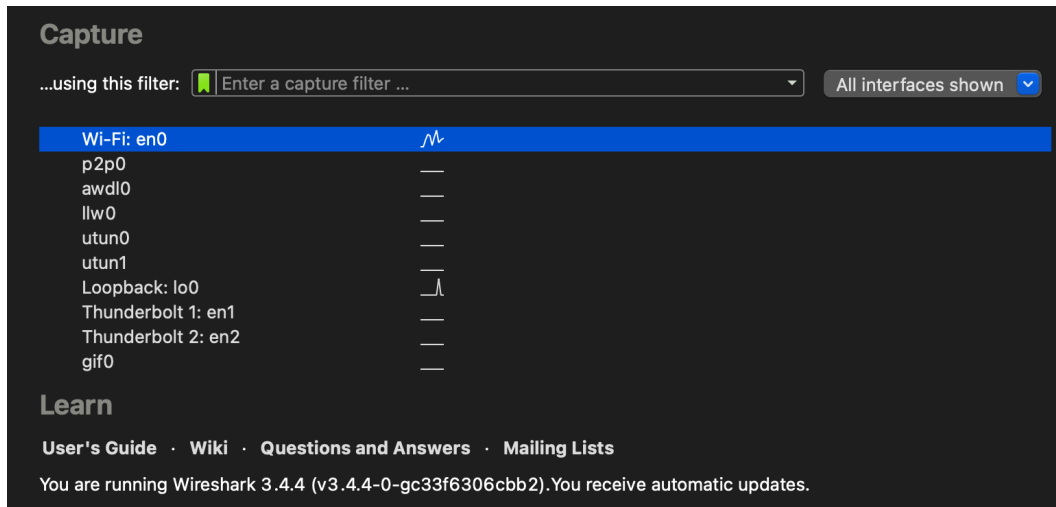 Capture
...using this filter: Enter a capture filter ... All interfaces shown
Wi-Fi: en0
p2p0
awdl0
llw0
utun0
utun1
Loopback: lo0
Thunderbolt 1: en1
Thunderbolt 2: en2
gif0
Learn
User's Guide · Wiki · Questions and Answers · Mailing Lists
You are running Wireshark 3.4.4 (v3.4.4-0-gc33f6306cbb2).You receive automatic updates.